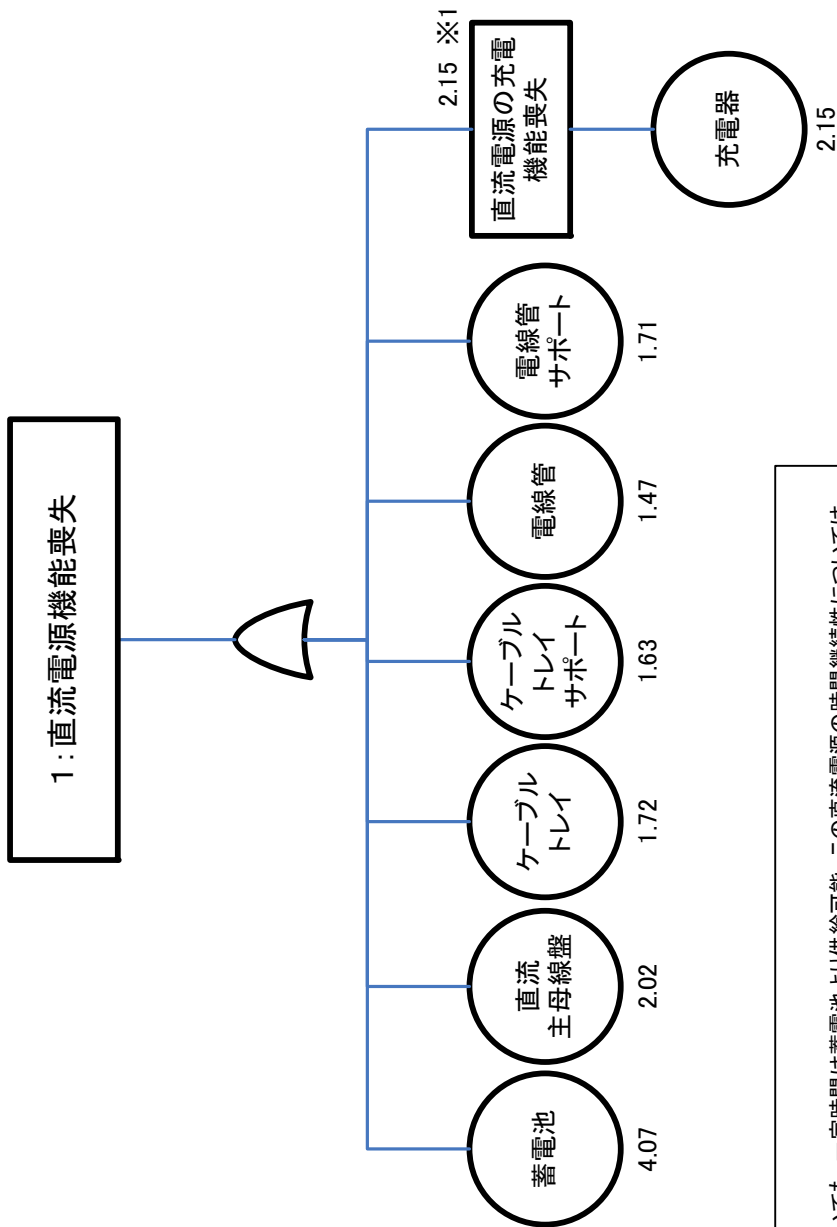 1：直流電源機能喪失
蓄電池
4.07
直流
主母線盤
2.02
ケーブル
トレイ
1.72
ケーブル
トレイ
サポート
1.63
電線管
1.47
電線管
サポート
1.71
2.15 ※1
直流電源の充電
機能喪失
充電器
2.15
ても、一定時間は蓄電池より供給可能。この直流電源の時間継続性については